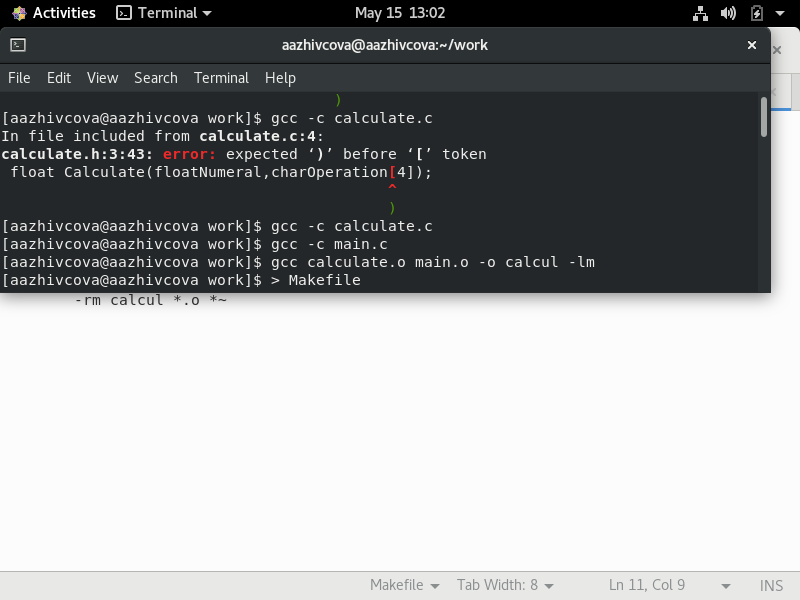 Activities Terminal May 15 13:02
aazhivcova@aazhivcova:~/work
File Edit View Search Terminal Help
)
[aazhivcova@aazhivcova work]$ gcc -c calculate.c
In file included from calculate.c:4:
calculate.h:3:43: error: expected ‘)’ before ‘[’ token
float Calculate(floatNumeral,charOperation[4]);
^
)
[aazhivcova@aazhivcova work]$ gcc -c calculate.c
[aazhivcova@aazhivcova work]$ gcc -c main.c
[aazhivcova@aazhivcova work]$ gcc calculate.o main.o -o calcul -lm
[aazhivcova@aazhivcova work]$ > Makefile
-rm calcul *.o *~
Makefile Tab Width: 8 Ln 11, Col 9 INS